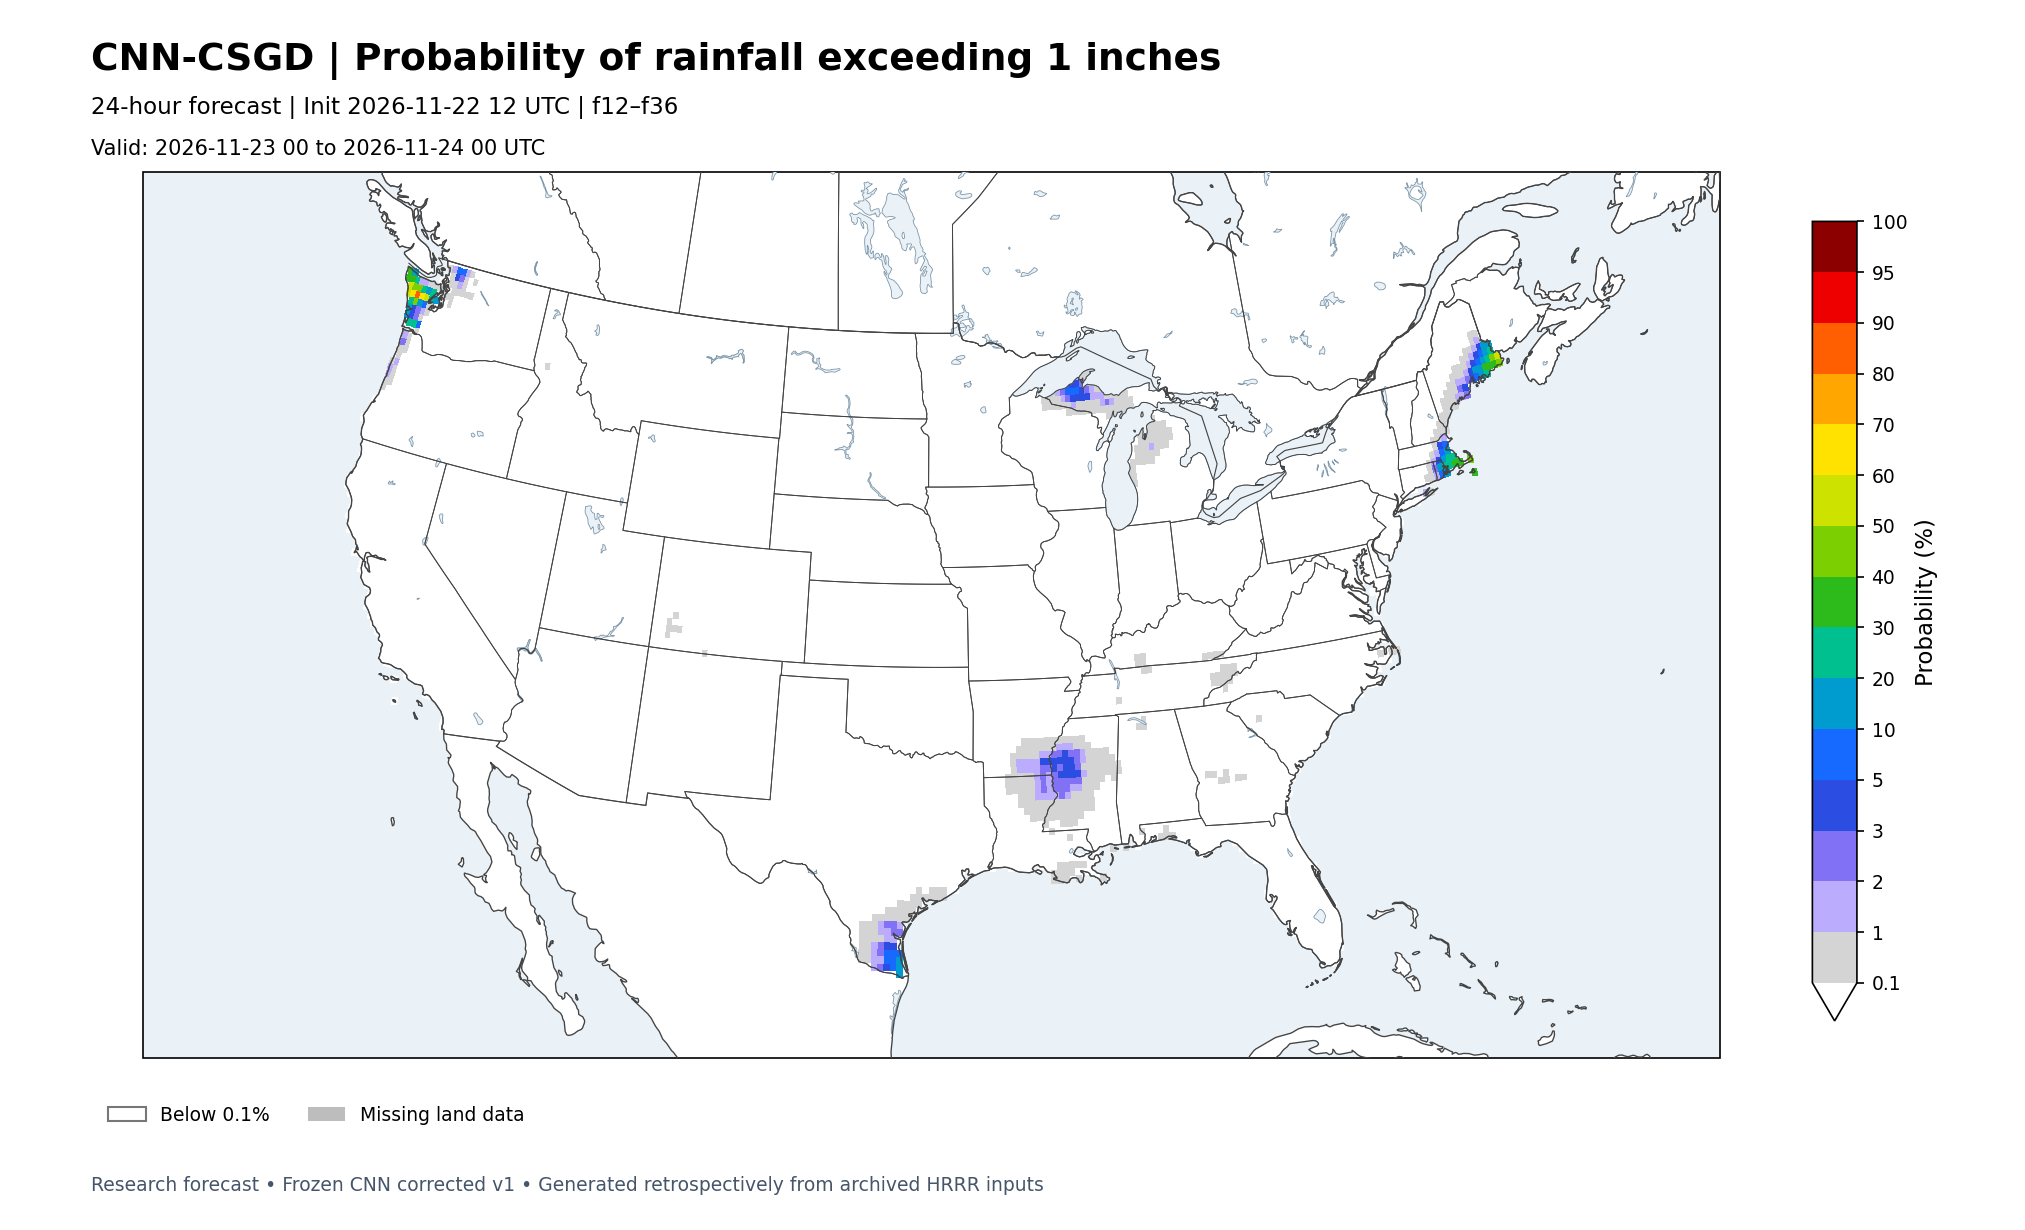 CNN-CSGD | Probability of rainfall exceeding 1 inches
24-hour forecast | Init 2026-11-22 12 UTC | f12–f36
Valid: 2026-11-23 00 to 2026-11-24 00 UTC
100
95
90
80
70
60
50
40
30
20
10
5
3
2
1
0.1
Probability (%)
Below 0.1%
Missing land data
Research forecast • Frozen CNN corrected v1 • Generated retrospectively from archived HRRR inputs